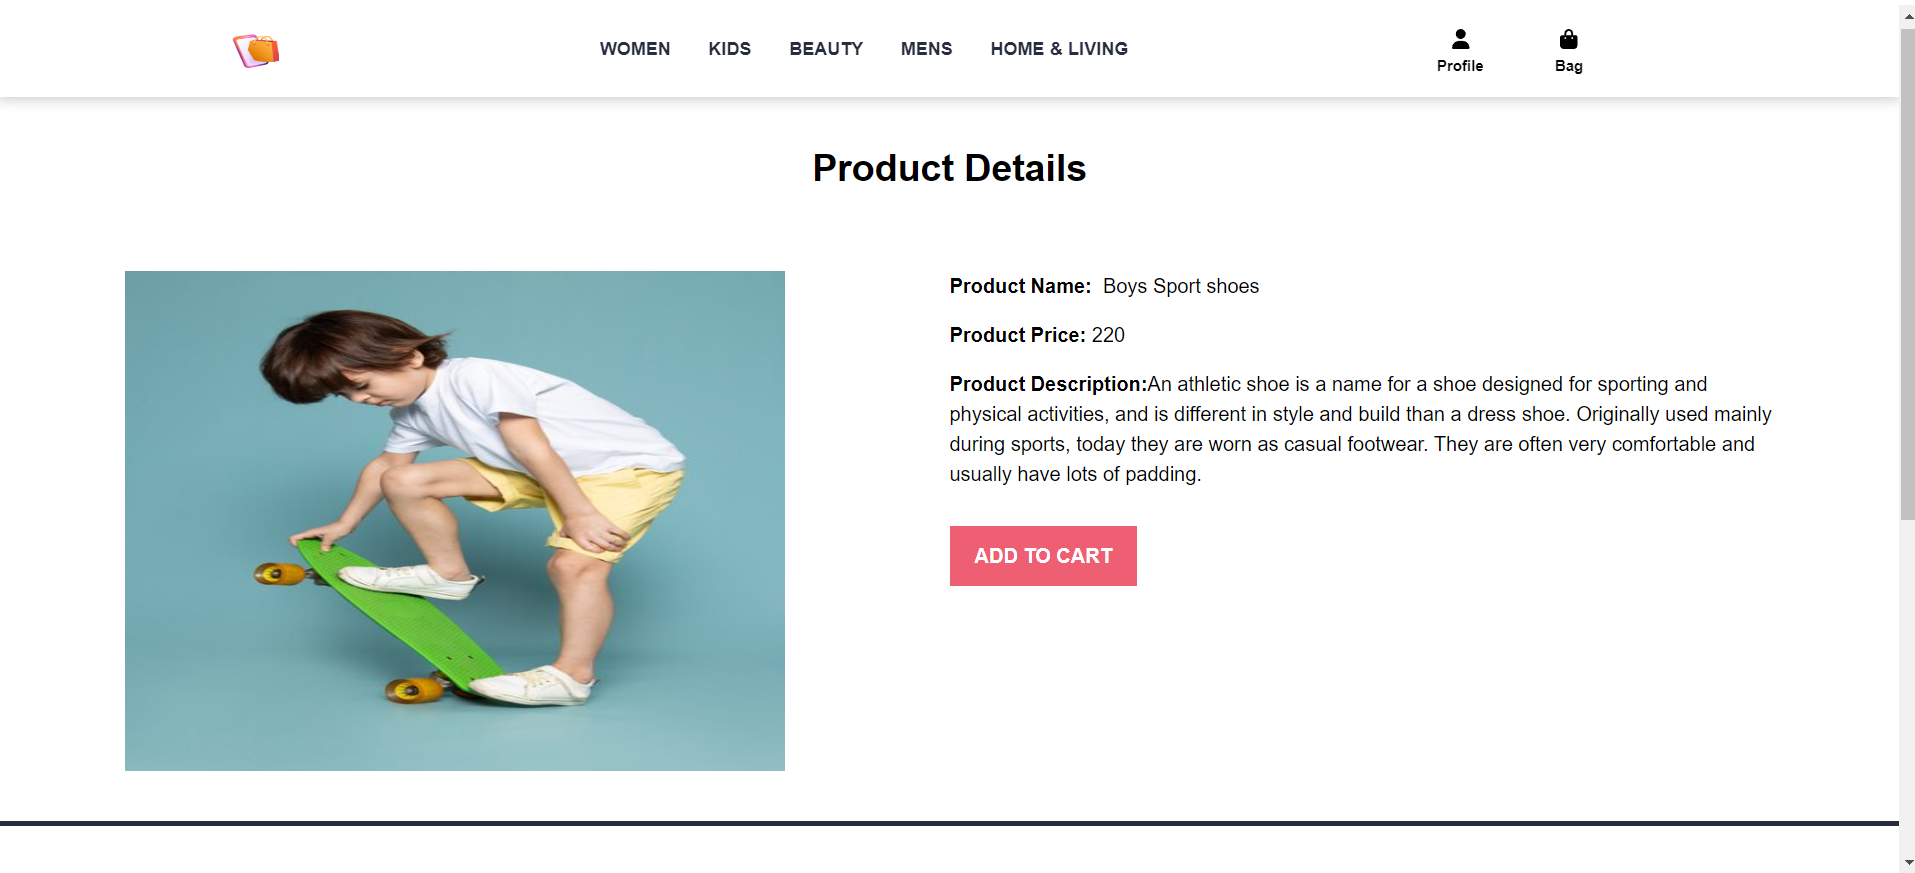 WOMEN KIDS BEAUTY MENS HOME & LIVING
Profile Bag
Product Details
Product Name: Boys Sport shoes
Product Price: 220
Product Description:An athletic shoe is a name for a shoe designed for sporting and
physical activities, and is different in style and build than a dress shoe. Originally used mainly
during sports, today they are worn as casual footwear. They are often very comfortable and
usually have lots of padding.
ADD TO CART